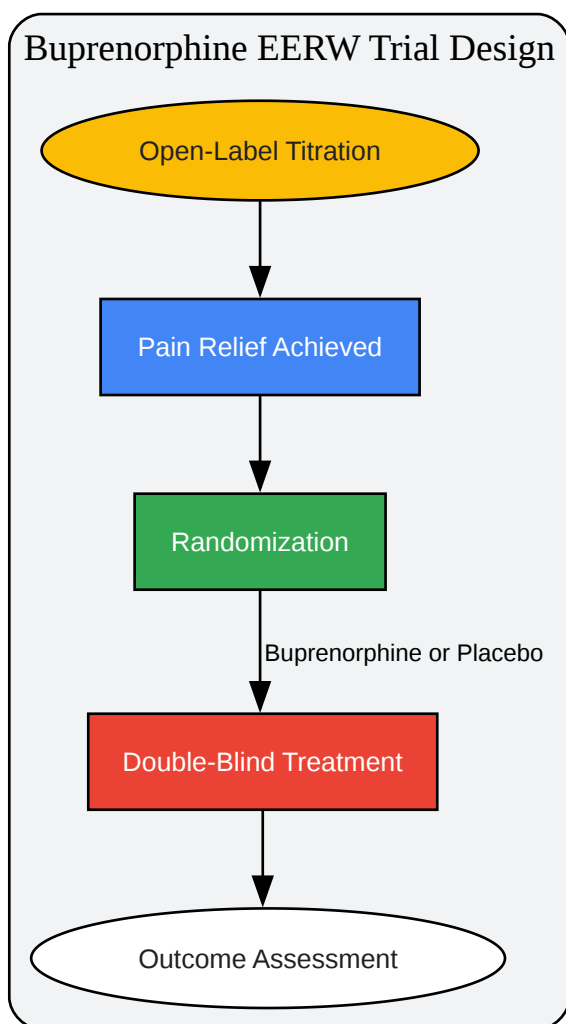 Buprenorphine EERW Trial Design
Open-Label Titration
Pain Relief Achieved
Randomization
Buprenorphine or Placebo
Double-Blind Treatment
Outcome Assessment